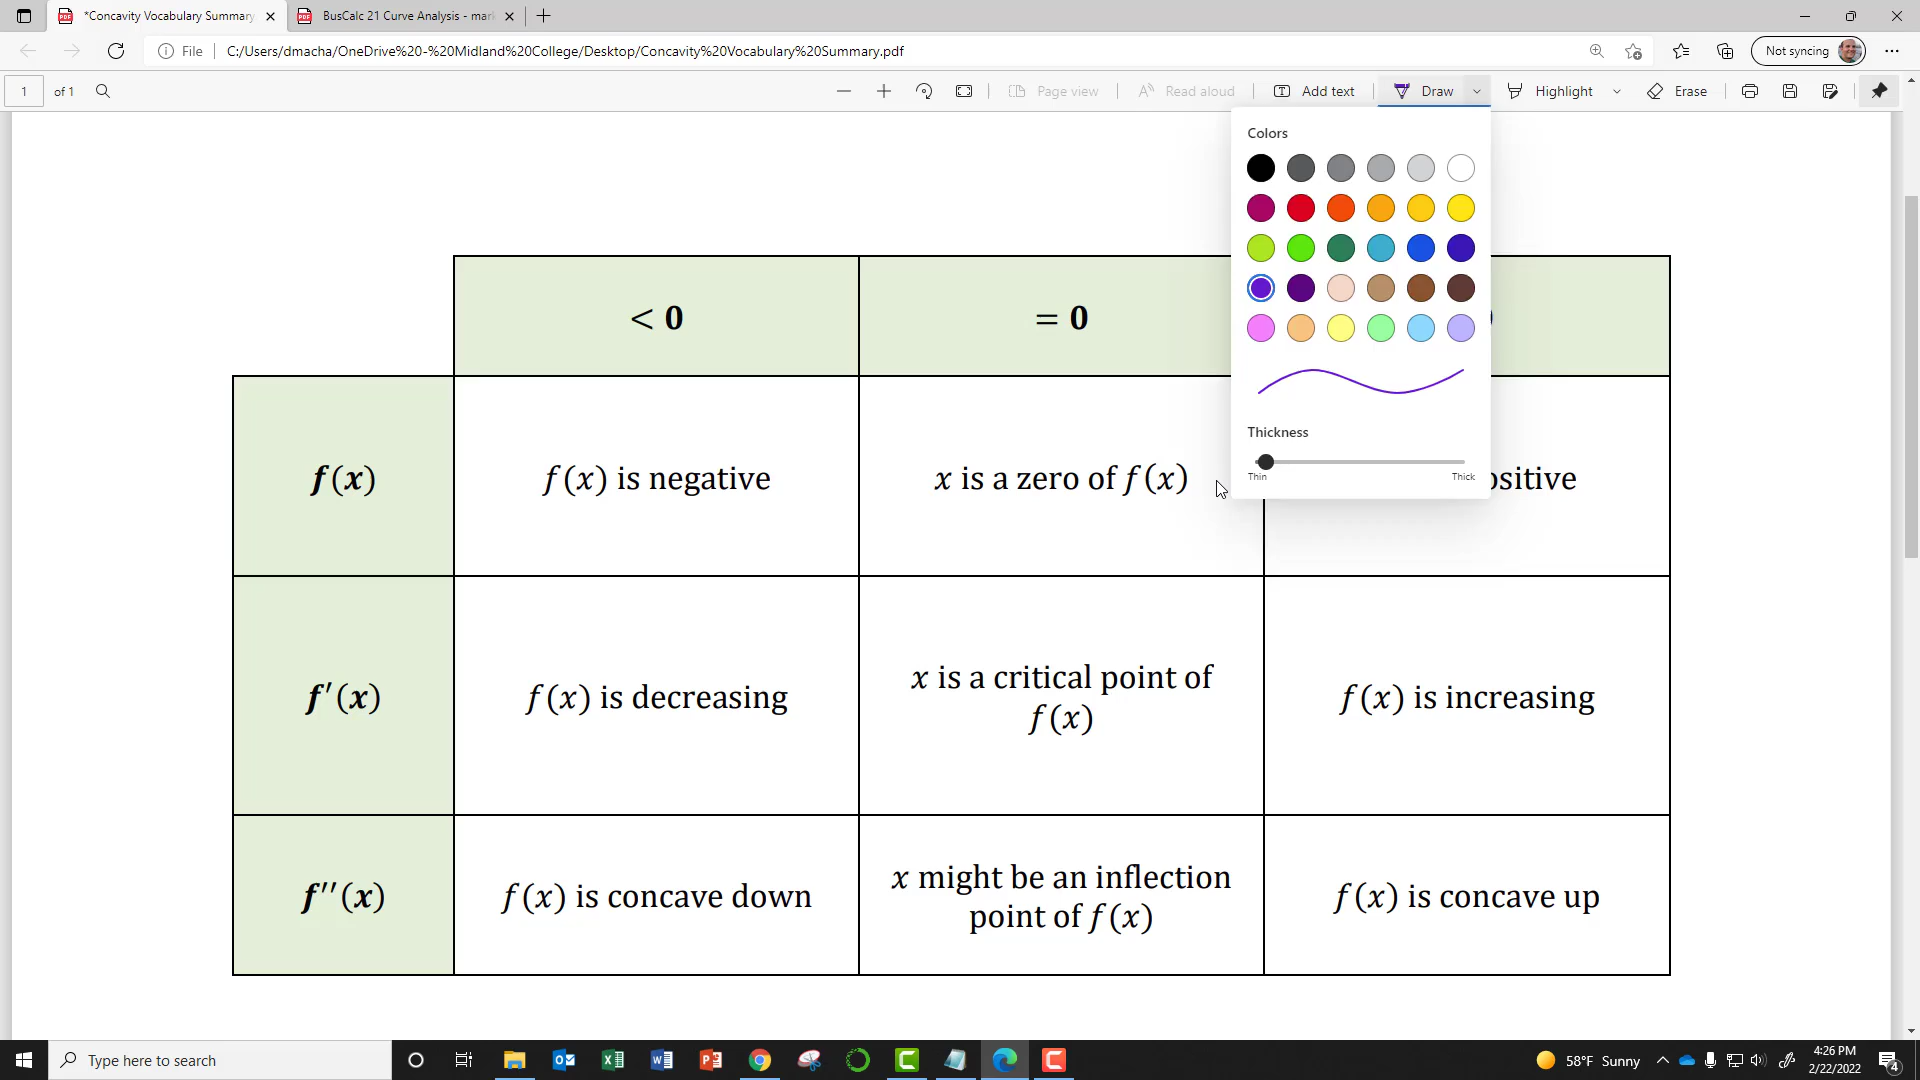 *Concavity Vocabulary Summary
BusCalc 21 Curve Analysis - mar
File
C:/Users/dmacha/OneDrive%20-%20Midland%20College/Desktop/Concavity%20Vocabulary%20Summary.pdf
Not syncing
1 of 1
Page view
Read aloud
Add text
Draw
Highlight
Erase
Colors
Thickness
Thin
Thick
< 0
= 0
f(x)
f(x) is negative
x is a zero of f(x)
ositive
f′(x)
f(x) is decreasing
x is a critical point of
f(x)
f(x) is increasing
f′′(x)
f(x) is concave down
x might be an inflection
point of f(x)
f(x) is concave up
Type here to search
58°F Sunny
4:26 PM
2/22/2022
4